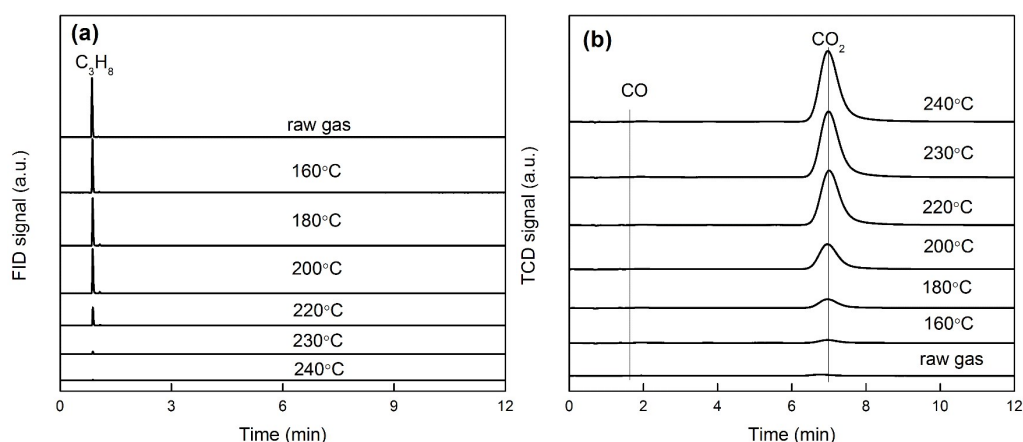 (a)
C₃H₈
raw gas
160°C
180°C
200°C
220°C
230°C
240°C
FID signal (a.u.)
0 3 6 9 12
Time (min)
(b)
CO₂
CO
240°C
230°C
220°C
200°C
180°C
160°C
raw gas
TCD signal (a.u.)
0 2 4 6 8 10 12
Time (min)